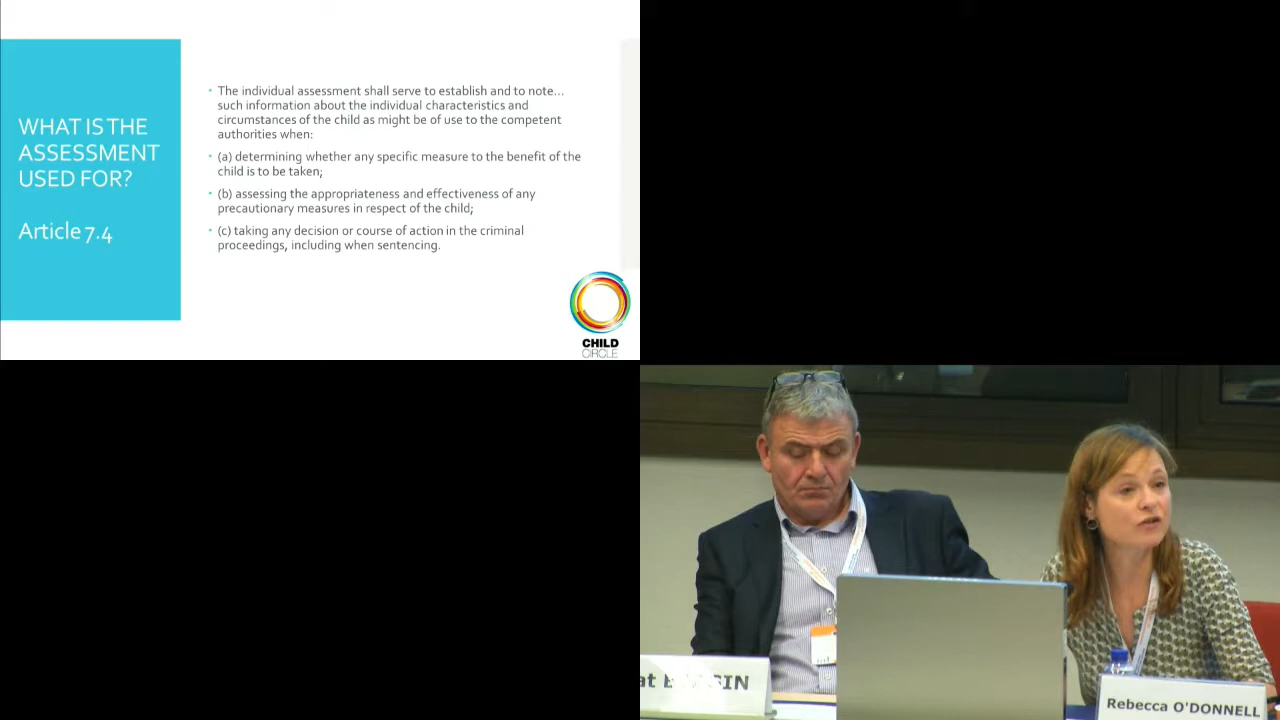 WHAT IS THE
ASSESSMENT
USED FOR?
Article 7.4
• The individual assessment shall serve to establish and to note...
such information about the individual characteristics and
circumstances of the child as might be of use to the competent
authorities when:
• (a) determining whether any specific measure to the benefit of the
child is to be taken;
• (b) assessing the appropriateness and effectiveness of any
precautionary measures in respect of the child;
• (c) taking any decision or course of action in the criminal
proceedings, including when sentencing.
CHILD
CIRCLE
Rebecca O'DONNELL